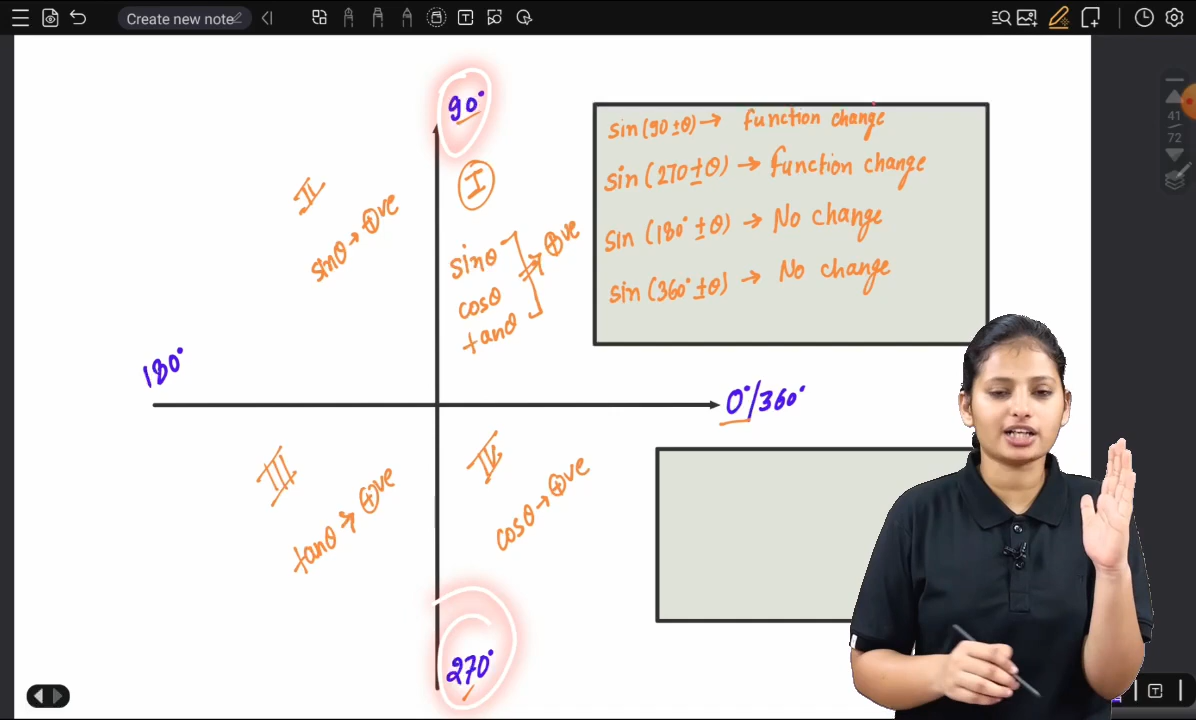 Create new note
90°
I
II
sinθ → ⊕ve
sinθ
cosθ
tanθ
→ ⊕ve
sin(90±θ) → function change
sin(270±θ) → function change
sin(180°±θ) → No change
sin(360°±θ) → No change
180°
0°/360°
III
tanθ → ⊕ve
IV
cosθ → ⊕ve
270°
41
72